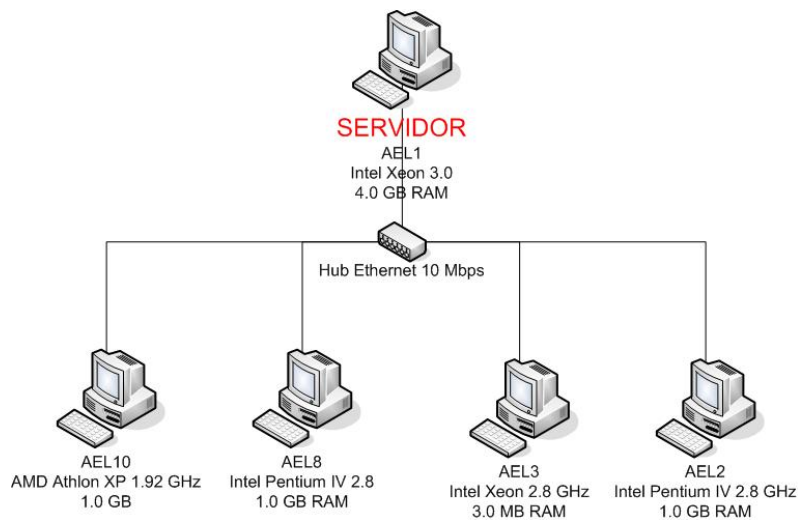 SERVIDOR
AEL1
Intel Xeon 3.0
4.0 GB RAM
Hub Ethernet 10 Mbps
AEL10
AMD Athlon XP 1.92 GHz
1.0 GB
AEL8
Intel Pentium IV 2.8
1.0 GB RAM
AEL3
Intel Xeon 2.8 GHz
3.0 MB RAM
AEL2
Intel Pentium IV 2.8 GHz
1.0 GB RAM